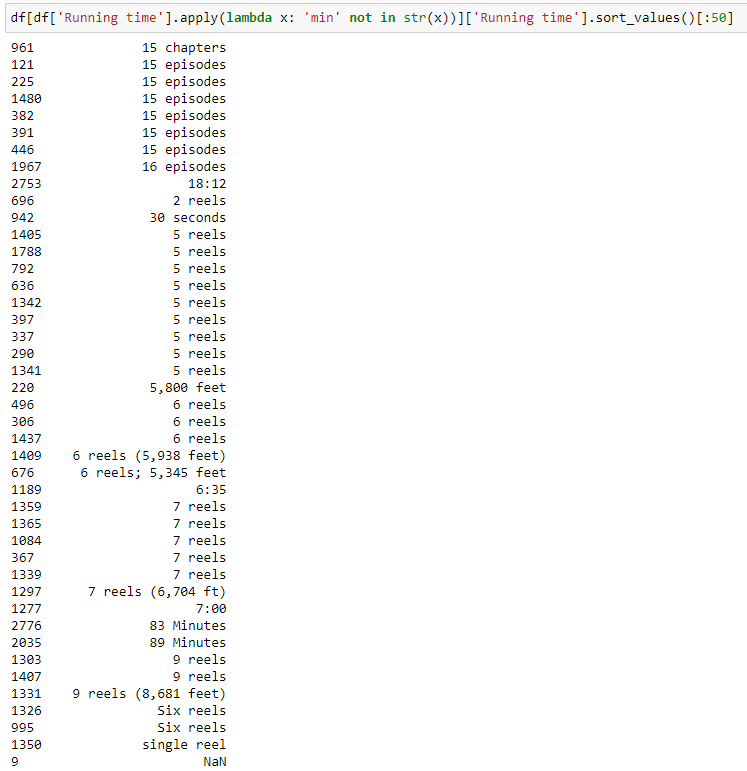 df[df['Running time'].apply(lambda x: 'min' not in str(x))]['Running time'].sort_values()[:50]
961 15 chapters
121 15 episodes
225 15 episodes
1480 15 episodes
382 15 episodes
391 15 episodes
446 15 episodes
1967 16 episodes
2753 18:12
696 2 reels
942 30 seconds
1405 5 reels
1788 5 reels
792 5 reels
636 5 reels
1342 5 reels
397 5 reels
337 5 reels
290 5 reels
1341 5 reels
220 5,800 feet
496 6 reels
306 6 reels
1437 6 reels
1409 6 reels (5,938 feet)
676 6 reels; 5,345 feet
1189 6:35
1359 7 reels
1365 7 reels
1084 7 reels
367 7 reels
1339 7 reels
1297 7 reels (6,704 ft)
1277 7:00
2776 83 Minutes
2035 89 Minutes
1303 9 reels
1407 9 reels
1331 9 reels (8,681 feet)
1326 Six reels
995 Six reels
1350 single reel
9 NaN